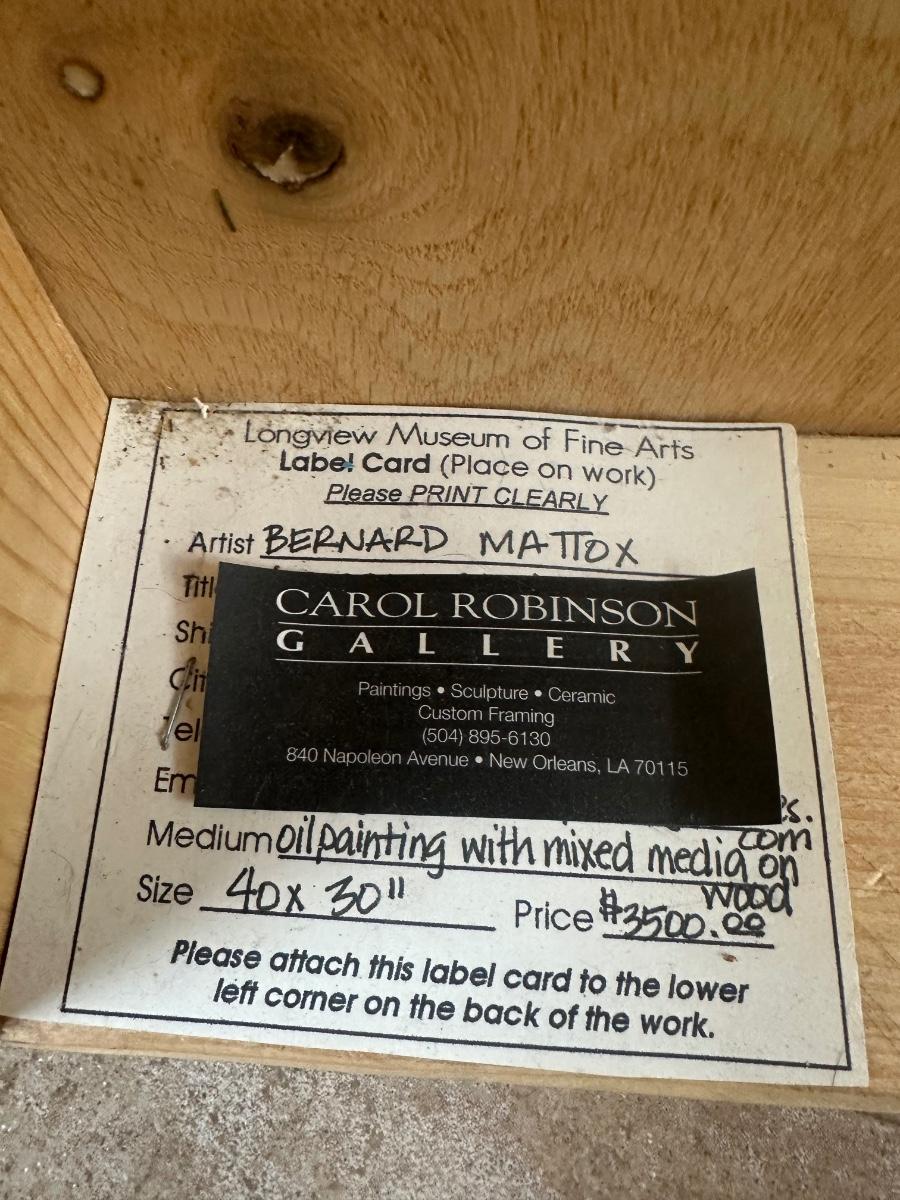 Longview Museum of Fine Arts
Label Card (Place on work)
Please PRINT CLEARLY
Artist BERNARD MATTOX
CAROL ROBINSON
GALLERY
Paintings • Sculpture • Ceramic
Custom Framing
(504) 895-6130
840 Napoleon Avenue • New Orleans, LA 70115
com
Medium oil painting with mixed media on
wood
Size 40 x 30" Price $3500.00
Please attach this label card to the lower
left corner on the back of the work.